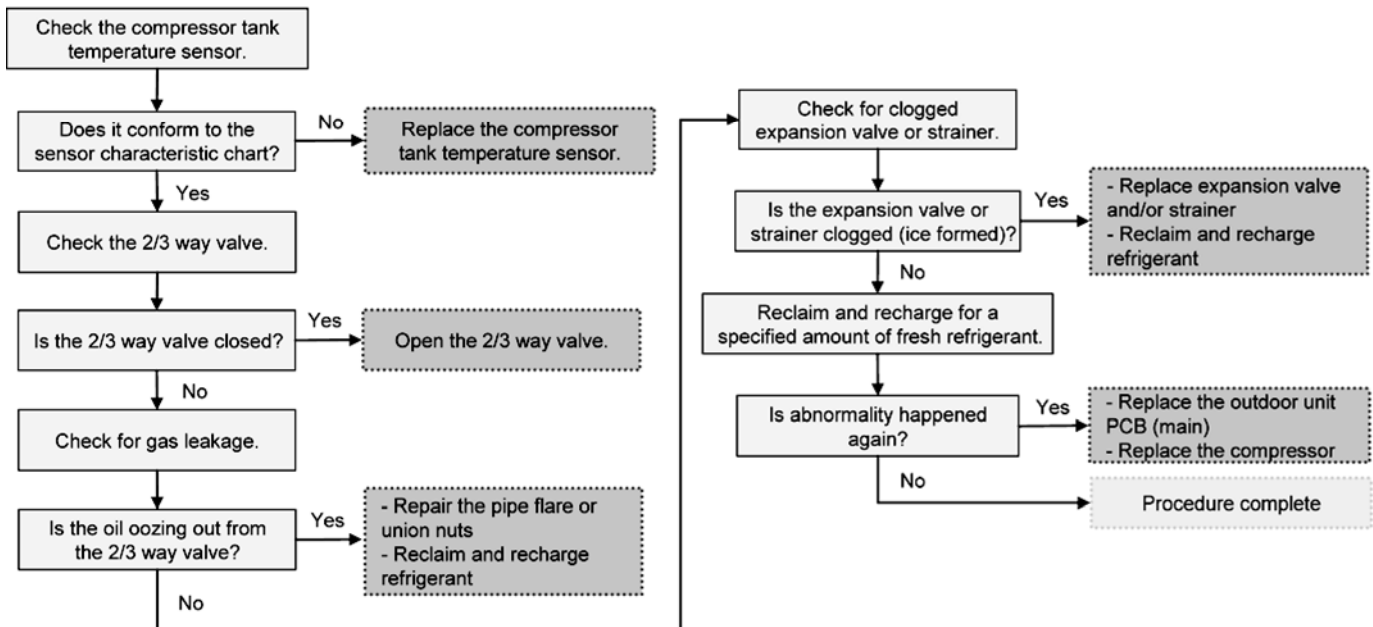 Check the compressor tank
temperature sensor.
Does it conform to the
sensor characteristic chart?
No
Replace the compressor
tank temperature sensor.
Yes
Check the 2/3 way valve.
Is the 2/3 way valve closed?
Yes
Open the 2/3 way valve.
No
Check for gas leakage.
Is the oil oozing out from
the 2/3 way valve?
Yes
- Repair the pipe flare or
union nuts
- Reclaim and recharge
refrigerant
No
Check for clogged
expansion valve or strainer.
Is the expansion valve or
strainer clogged (ice formed)?
Yes
- Replace expansion valve
and/or strainer
- Reclaim and recharge
refrigerant
No
Reclaim and recharge for a
specified amount of fresh refrigerant.
Is abnormality happened
again?
Yes
- Replace the outdoor unit
PCB (main)
- Replace the compressor
No
Procedure complete